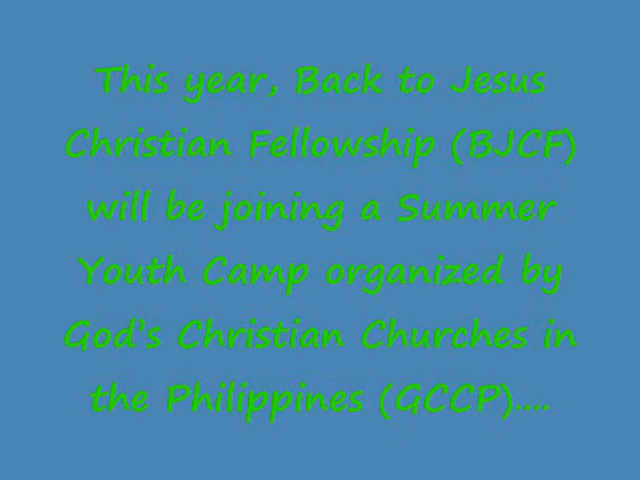 This year, Back to Jesus
Christian Fellowship (BJCF)
will be joining a Summer
Youth Camp organized by
God's Christian Churches in
the Philippines (GCCP)....